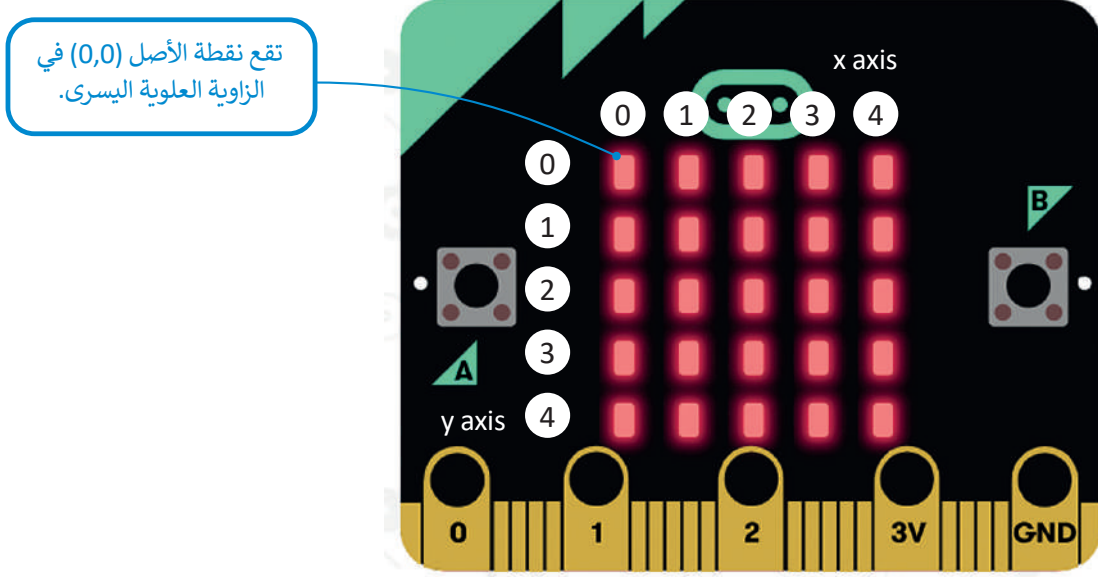 تقع نقطة الأصل (0,0) في
الزاوية العلوية اليسرى.
x axis
0 1 2 3 4
0
1
2
3
4
y axis
A
B
0 1 2 3V GND